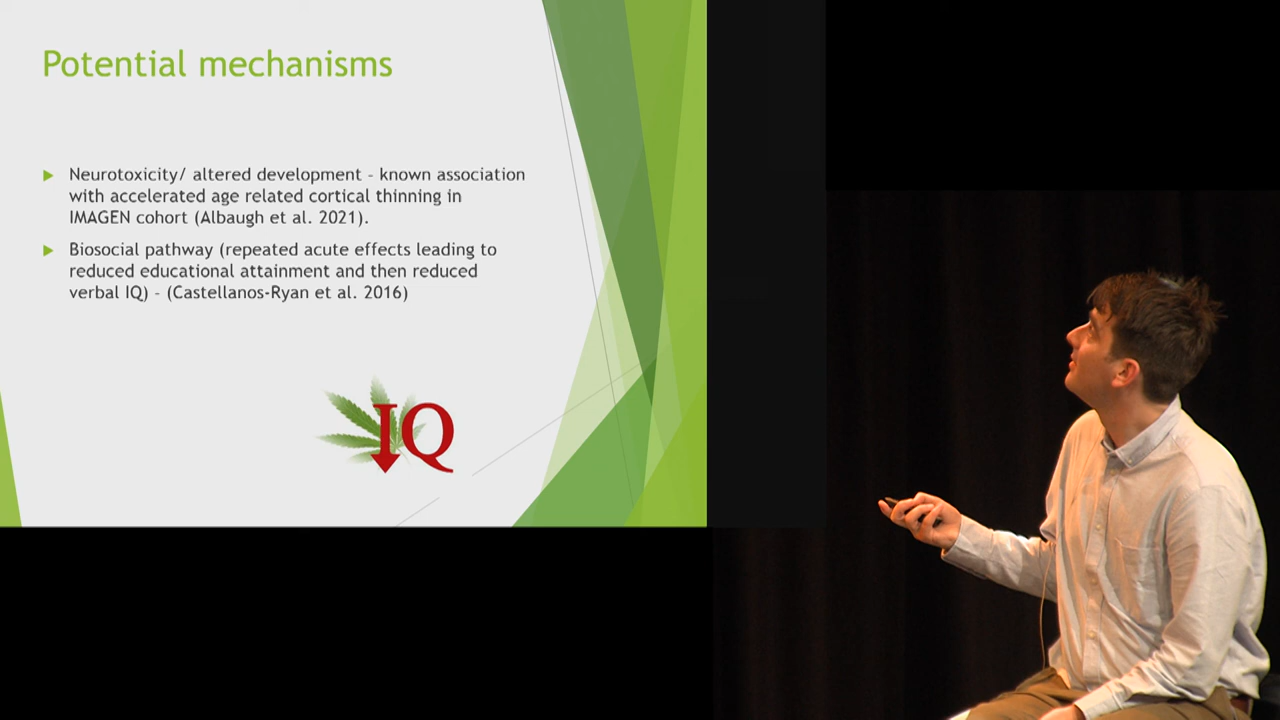 Potential mechanisms
Neurotoxicity/ altered development - known association
with accelerated age related cortical thinning in
IMAGEN cohort (Albaugh et al. 2021).
Biosocial pathway (repeated acute effects leading to
reduced educational attainment and then reduced
verbal IQ) - (Castellanos-Ryan et al. 2016)
IQ